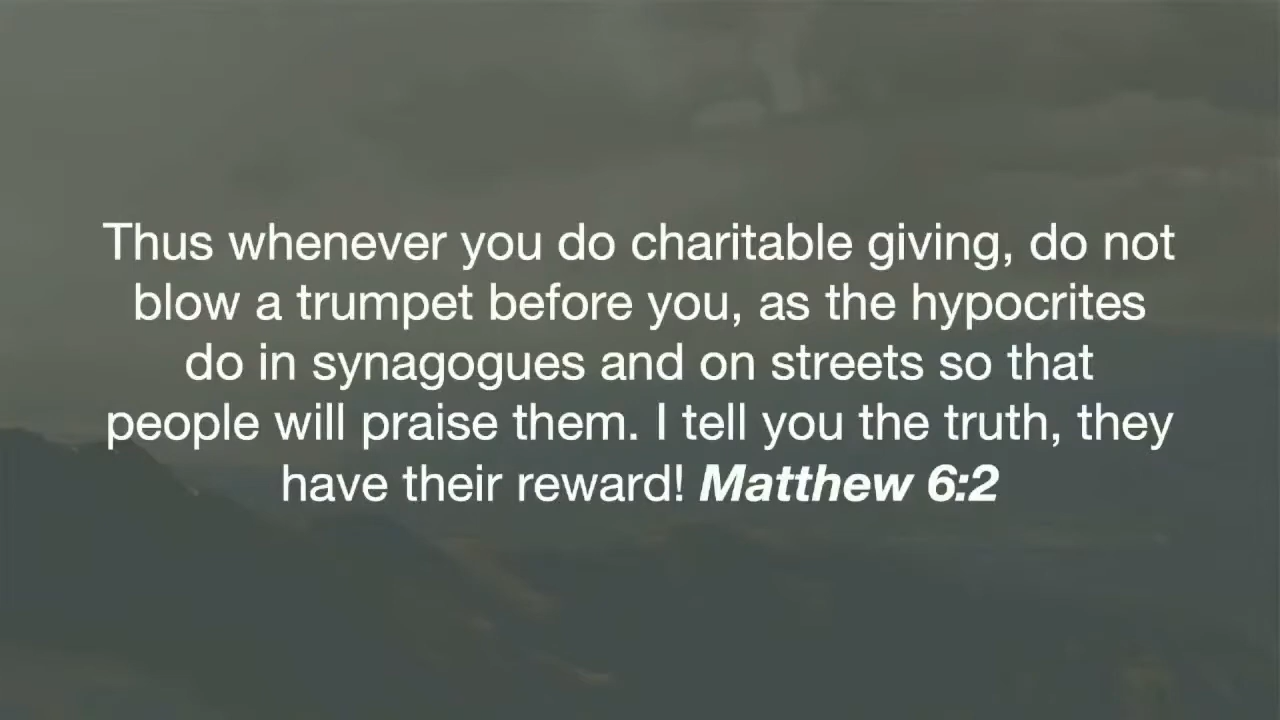 Thus whenever you do charitable giving, do not
blow a trumpet before you, as the hypocrites
do in synagogues and on streets so that
people will praise them. I tell you the truth, they
have their reward! Matthew 6:2